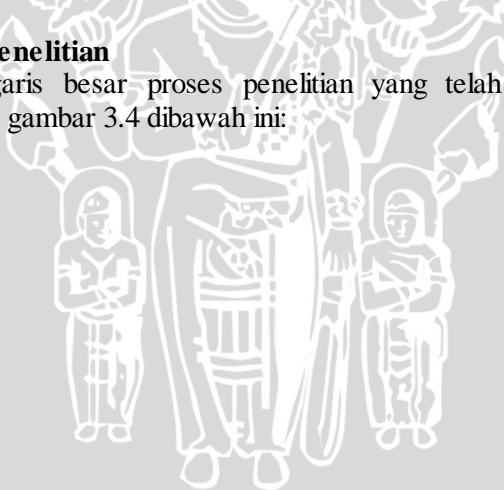 enelitian
garis besar proses penelitian yang telah
gambar 3.4 dibawah ini: